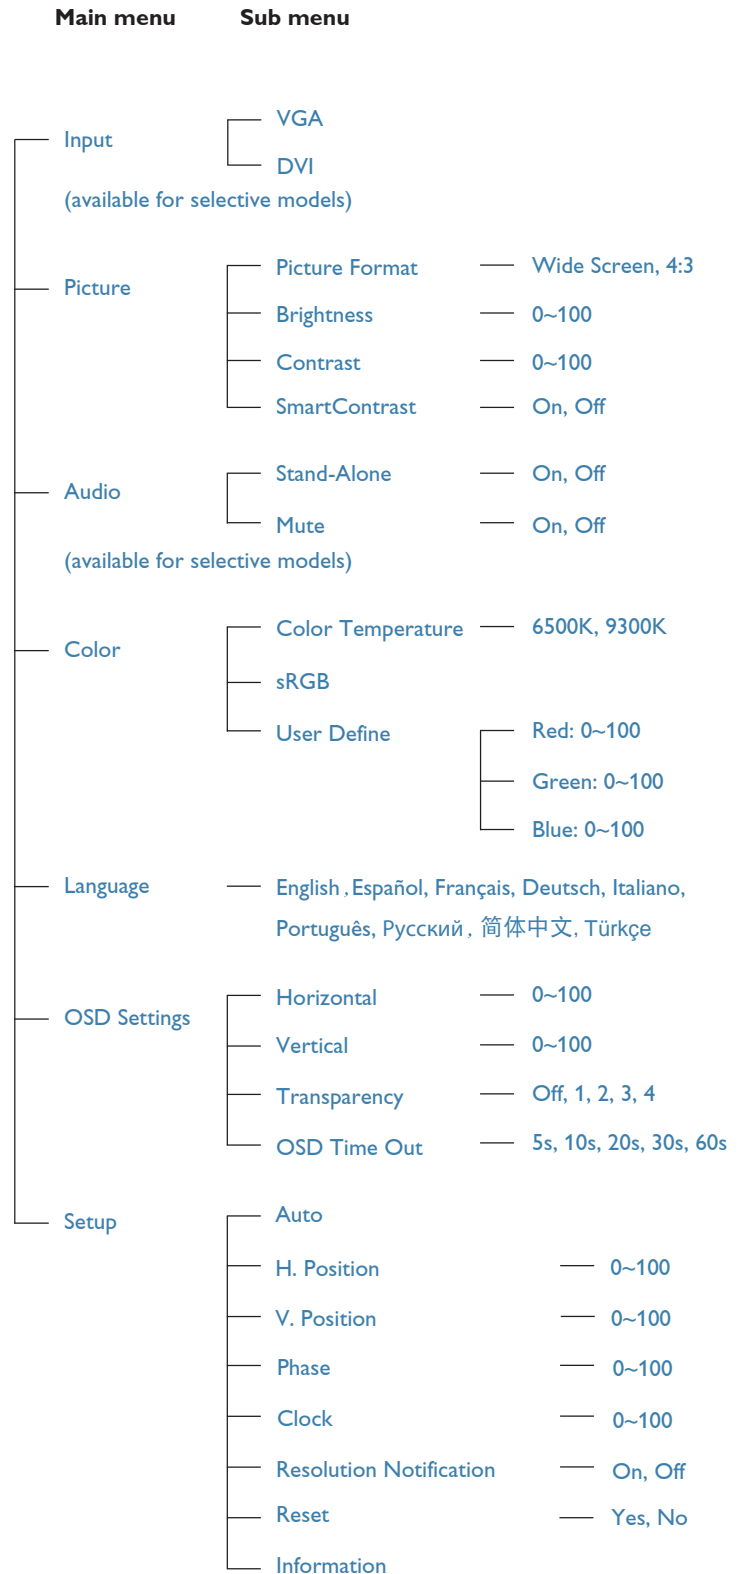 Main menu Sub menu
VGA
Input
DVI
(available for selective models)
Picture Format Wide Screen, 4:3
Picture
Brightness 0~100
Contrast 0~100
SmartContrast On, Off
Stand-Alone On, Off
Audio
Mute On, Off
(available for selective models)
Color Temperature 6500K, 9300K
Color
sRGB
User Define Red: 0~100
Green: 0~100
Blue: 0~100
Language English , Español, Français, Deutsch, Italiano,
Português, Русский , 简体中文, Türkçe
Horizontal 0~100
OSD Settings
Vertical 0~100
Transparency Off, 1, 2, 3, 4
OSD Time Out 5s, 10s, 20s, 30s, 60s
Auto
Setup
H. Position 0~100
V. Position 0~100
Phase 0~100
Clock 0~100
Resolution Notification On, Off
Reset Yes, No
Information